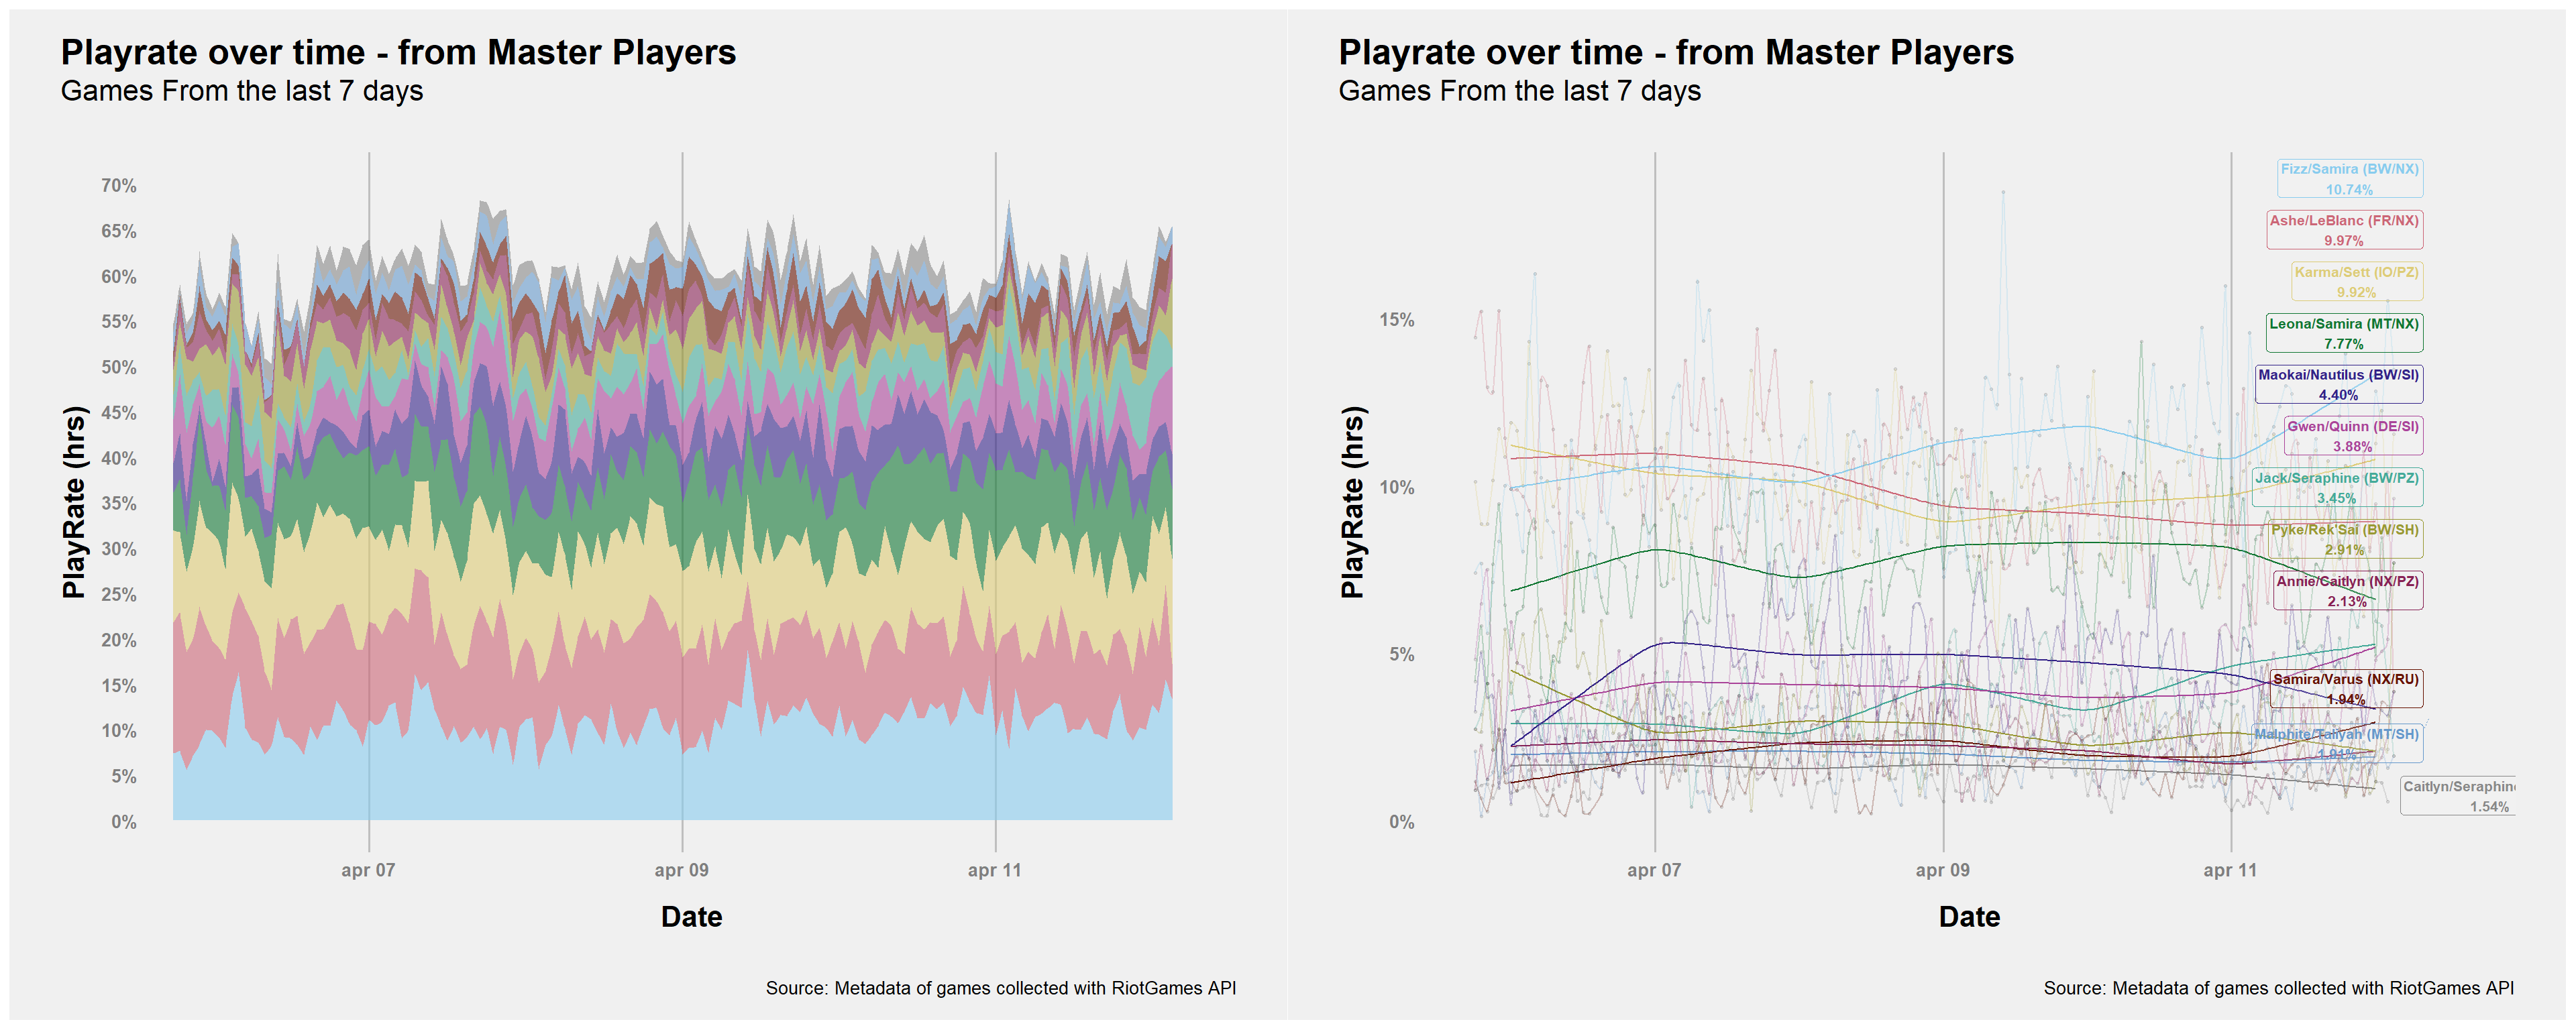 Playrate over time - from Master Players
Games From the last 7 days
PlayRate (hrs)
70%
65%
60%
55%
50%
45%
40%
35%
30%
25%
20%
15%
10%
5%
0%
apr 07
apr 09
apr 11
Date
Source: Metadata of games collected with RiotGames API
Playrate over time - from Master Players
Games From the last 7 days
PlayRate (hrs)
15%
10%
5%
0%
Fizz/Samira (BW/NX)
10.74%
Ashe/LeBlanc (FR/NX)
9.97%
Karma/Sett (IO/PZ)
9.92%
Leona/Samira (MT/NX)
7.77%
Maokai/Nautilus (BW/SI)
4.40%
Gwen/Quinn (DE/SI)
3.88%
Jack/Seraphine (BW/PZ)
3.45%
Pyke/Rek'Sai (BW/SH)
2.91%
Annie/Caitlyn (NX/PZ)
2.13%
Samira/Varus (NX/RU)
1.94%
Malphite/Taliyah (MT/SH)
1.91%
Caitlyn/Seraphine
1.54%
apr 07
apr 09
apr 11
Date
Source: Metadata of games collected with RiotGames API